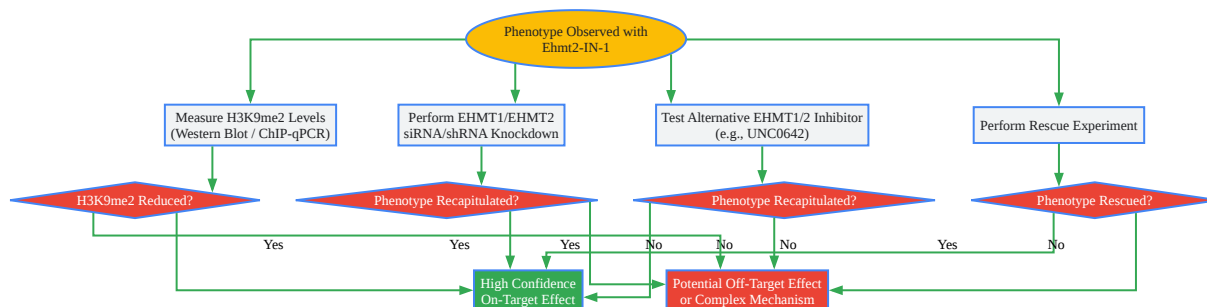 Phenotype Observed with
Ehmt2-IN-1
Measure H3K9me2 Levels
(Western Blot / ChIP-qPCR)
Perform EHMT1/EHMT2
siRNA/shRNA Knockdown
Test Alternative EHMT1/2 Inhibitor
(e.g., UNC0642)
Perform Rescue Experiment
H3K9me2 Reduced?
Phenotype Recapitulated?
Phenotype Recapitulated?
Phenotype Rescued?
Yes
Yes
Yes
No
No
No
Yes
No
High Confidence
On-Target Effect
Potential Off-Target Effect
or Complex Mechanism